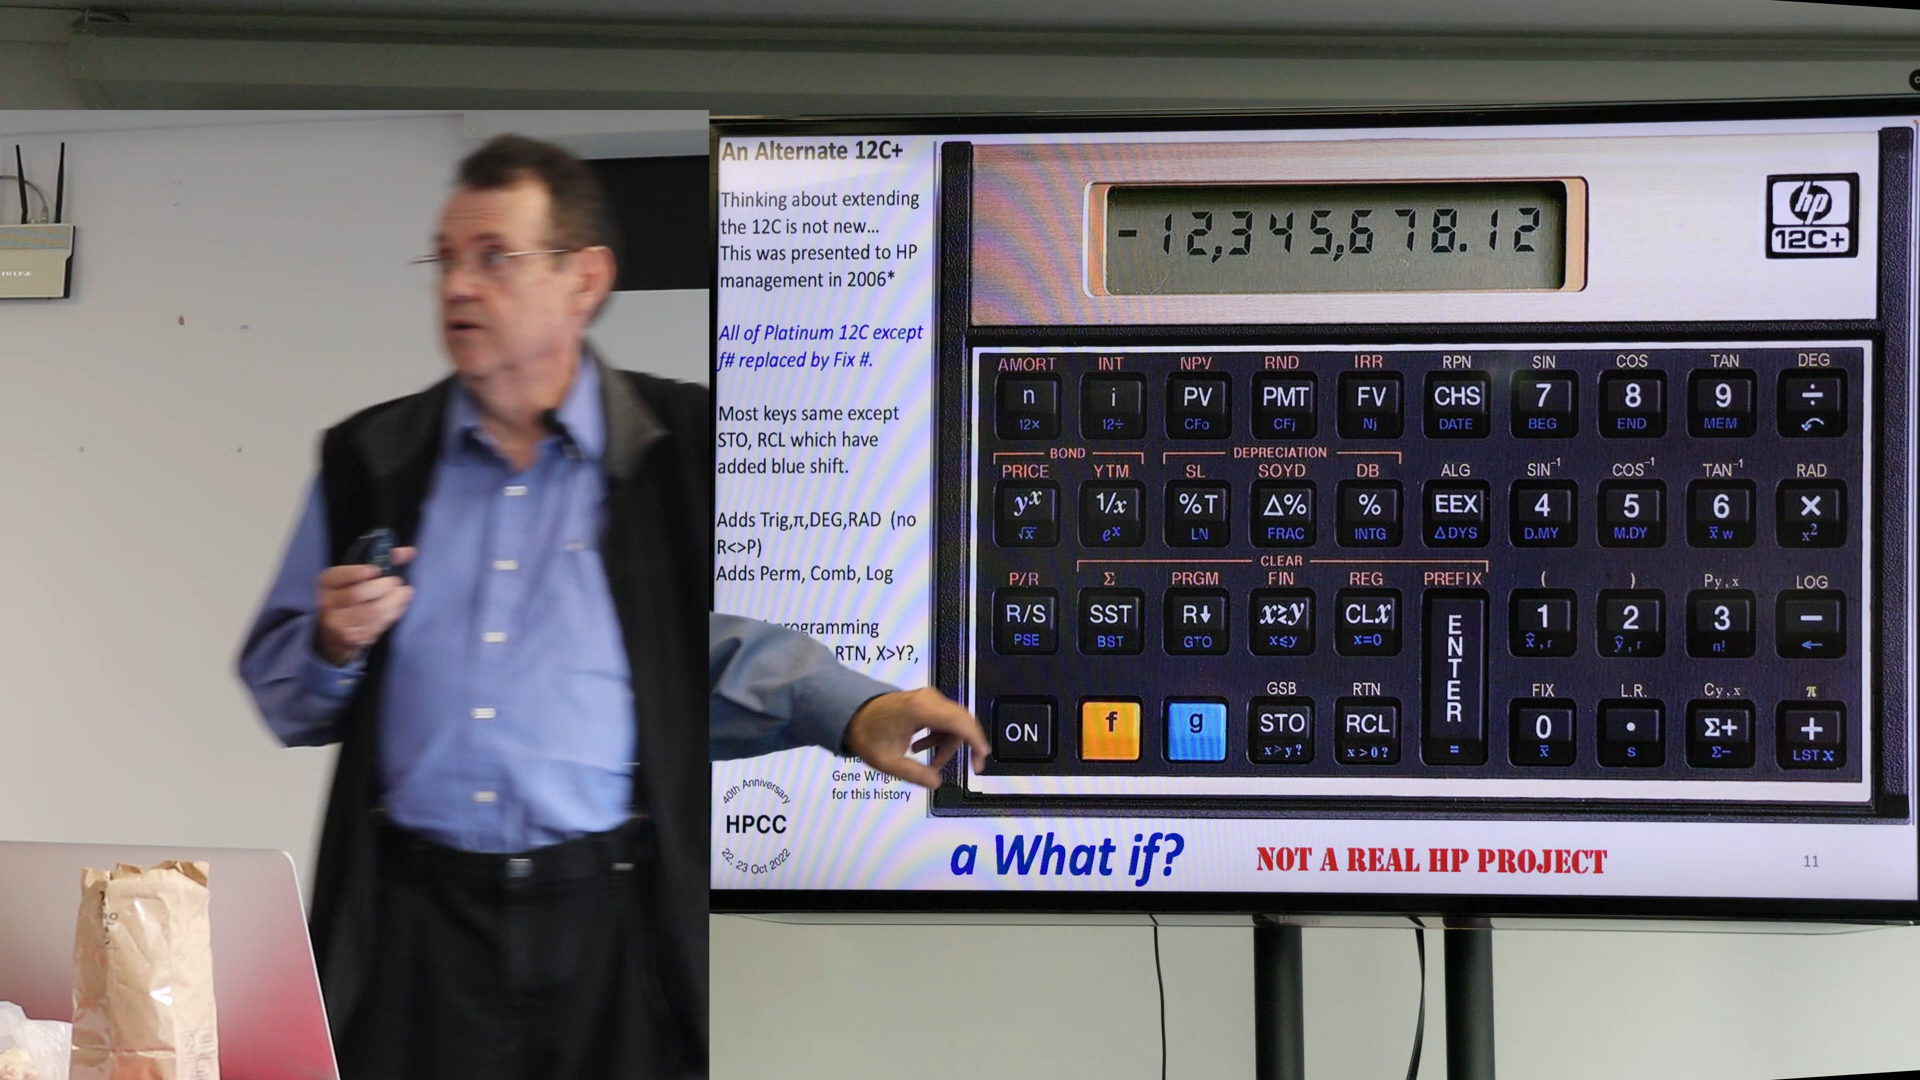 An Alternate 12C+
Thinking about extending
the 12C is not new...
This was presented to HP
management in 2006*
All of Platinum 12C except
f# replaced by Fix #.
Most keys same except
STO, RCL which have
added blue shift.
Adds Trig,π,DEG,RAD (no
R<>P)
Adds Perm, Comb, Log
programming
RTN, X>Y?,
Gene Wright
for this history
40th Anniversary
HPCC
22, 23 Oct 2022
-12,345,678.12
hp
12C+
AMORT INT NPV RND IRR RPN SIN COS TAN DEG
n i PV PMT FV CHS 7 8 9 ÷
12× 12÷ CFo CFj Nj DATE BEG END MEM ↶
BOND DEPRECIATION
PRICE YTM SL SOYD DB ALG SIN⁻¹ COS⁻¹ TAN⁻¹ RAD
yˣ 1/x %T Δ% % EEX 4 5 6 ×
√x eˣ LN FRAC INTG ΔDYS D.MY M.DY x̄w x²
CLEAR
P/R Σ PRGM FIN REG PREFIX ( ) Py,x LOG
R/S SST R↓ x≷y CLx ENTER 1 2 3 −
PSE BST GTO x≤y x=0 x̂,r ŷ,r n! ←
GSB RTN FIX L.R. Cy,x π
ON f g STO RCL 0 • Σ+ +
x>y? x>0? = x̄ s Σ− LSTx
a What if?
NOT A REAL HP PROJECT
11